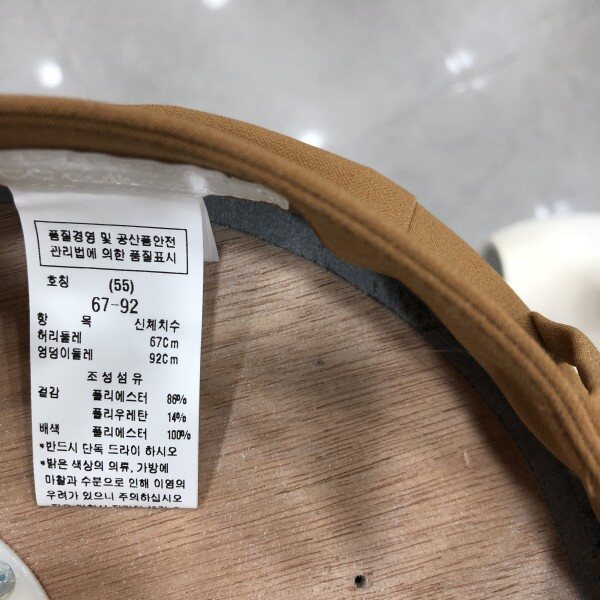 품질경영 및 공산품안전
관리법에 의한 품질표시
호칭 (55)
67-92
항 목 신체치수
허리둘레 67Cm
엉덩이둘레 92Cm
조성섬유
겉감 폴리에스터 86%
폴리우레탄 14%
배색 폴리에스터 100%
*반드시 단독 드라이 하시오
*밝은 색상의 의류, 가방에
마찰과 수분으로 인해 이염의
우려가 있으니 주의하십시오